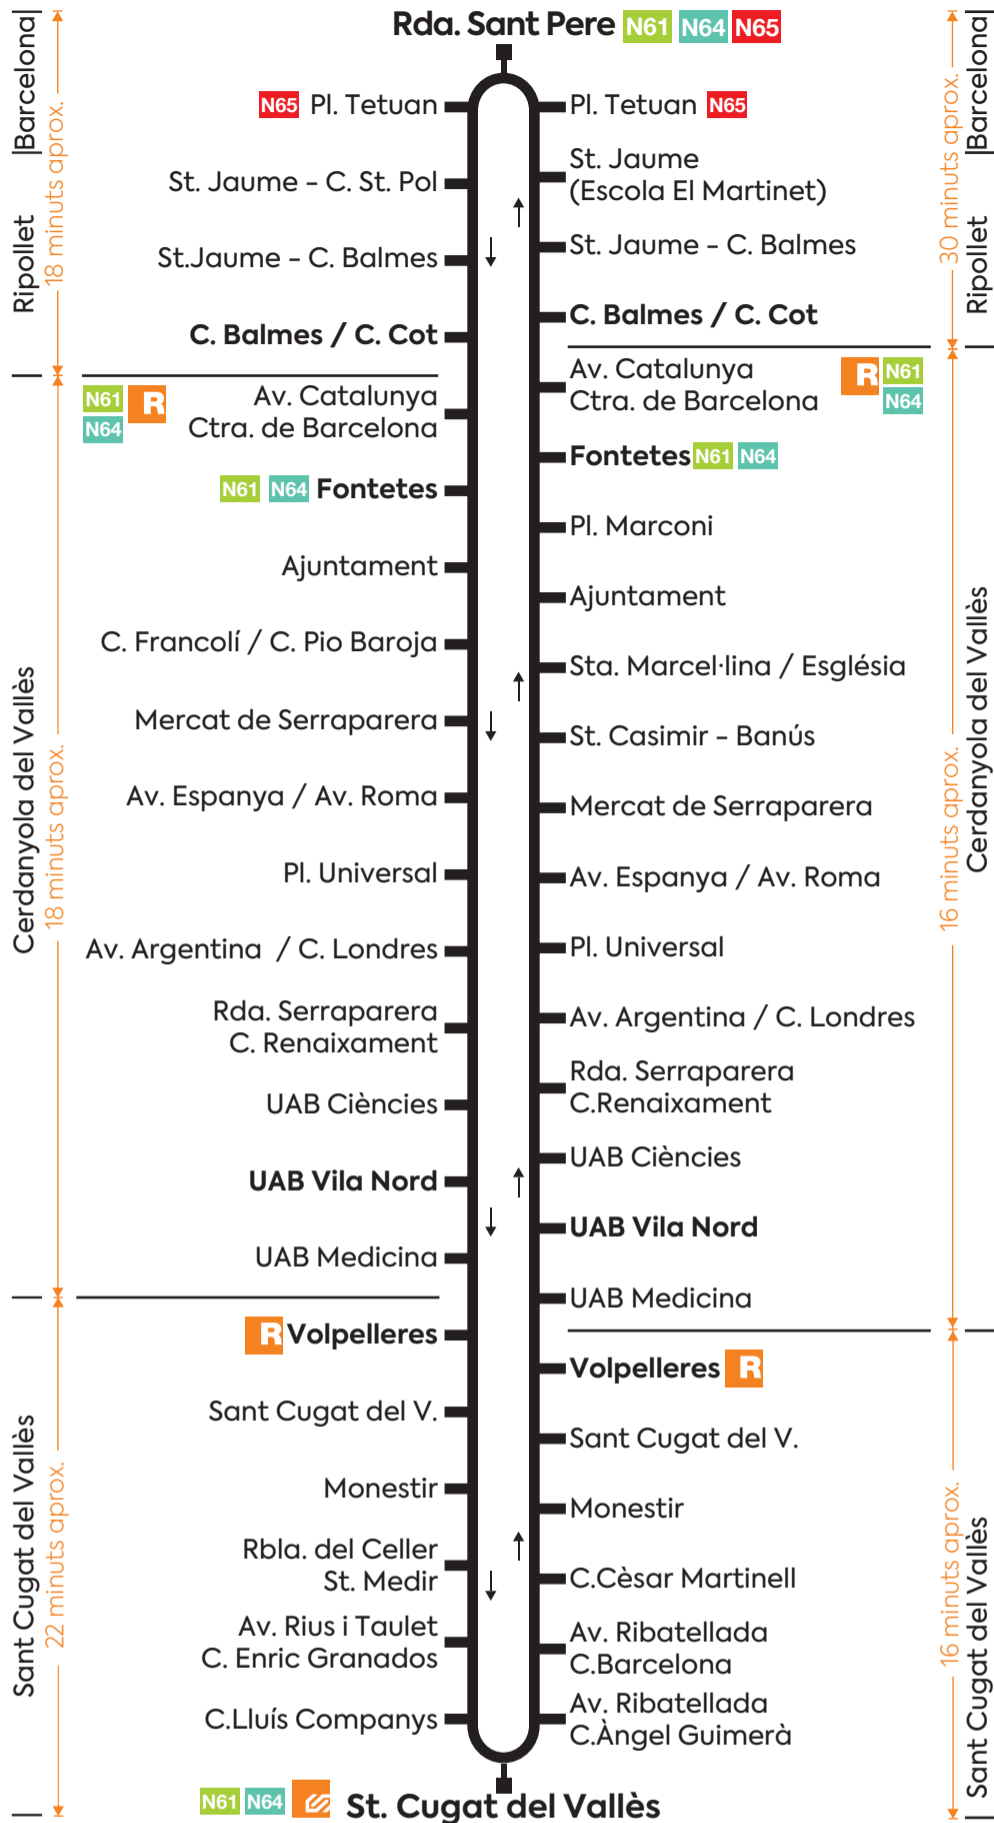 Rda. Sant Pere N61 N64 N65
Barcelona
18 minuts aprox.
Ripollet
N65 Pl. Tetuan
St. Jaume - C. St. Pol
St.Jaume - C. Balmes
C. Balmes / C. Cot
N61 R
N64
Av. Catalunya
Ctra. de Barcelona
N61 N64 Fontetes
Ajuntament
C. Francolí / C. Pio Baroja
Mercat de Serraparera
Av. Espanya / Av. Roma
Pl. Universal
Av. Argentina / C. Londres
Rda. Serraparera
C. Renaixament
UAB Ciències
UAB Vila Nord
UAB Medicina
Cerdanyola del Vallès
18 minuts aprox.
R Volpelleres
Sant Cugat del V.
Monestir
Rbla. del Celler
St. Medir
Av. Rius i Taulet
C. Enric Granados
C.Lluís Companys
Sant Cugat del Vallès
22 minuts aprox.
Pl. Tetuan N65
St. Jaume
(Escola El Martinet)
St. Jaume - C. Balmes
C. Balmes / C. Cot
30 minuts aprox.
Barcelona
Ripollet
Av. Catalunya
Ctra. de Barcelona
R N61
N64
Fontetes N61 N64
Pl. Marconi
Ajuntament
Sta. Marcel·lina / Església
St. Casimir - Banús
Mercat de Serraparera
Av. Espanya / Av. Roma
Pl. Universal
Av. Argentina / C. Londres
Rda. Serraparera
C.Renaixament
UAB Ciències
UAB Vila Nord
UAB Medicina
16 minuts aprox.
Cerdanyola del Vallès
Volpelleres R
Sant Cugat del V.
Monestir
C.Cèsar Martinell
Av. Ribatellada
C.Barcelona
Av. Ribatellada
C.Àngel Guimerà
16 minuts aprox.
Sant Cugat del Vallès
N61 N64 St. Cugat del Vallès